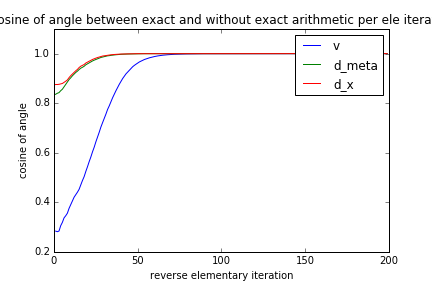 osine of angle between exact and without exact arithmetic per ele itera
1.0
0.8
0.6
0.4
0.2
cosine of angle
v
d_meta
d_x
0 50 100 150 200
reverse elementary iteration